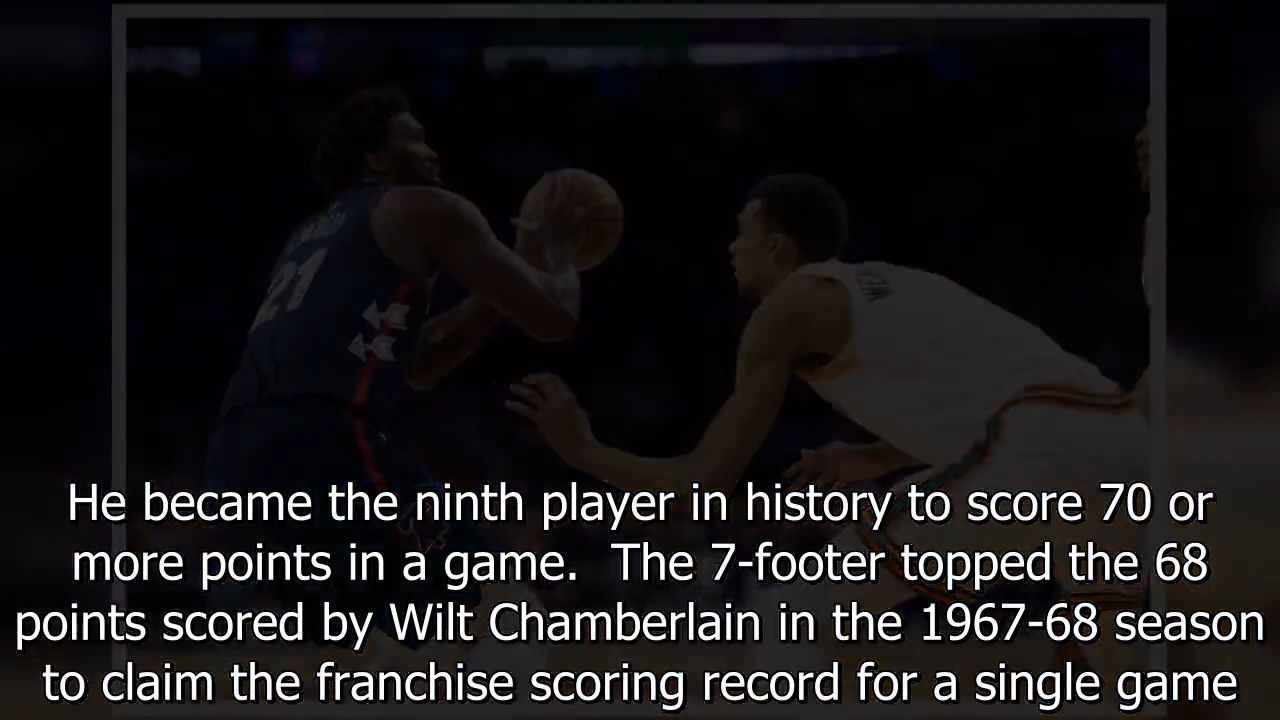 21
He became the ninth player in history to score 70 or
more points in a game.  The 7-footer topped the 68
points scored by Wilt Chamberlain in the 1967-68 season
to claim the franchise scoring record for a single game